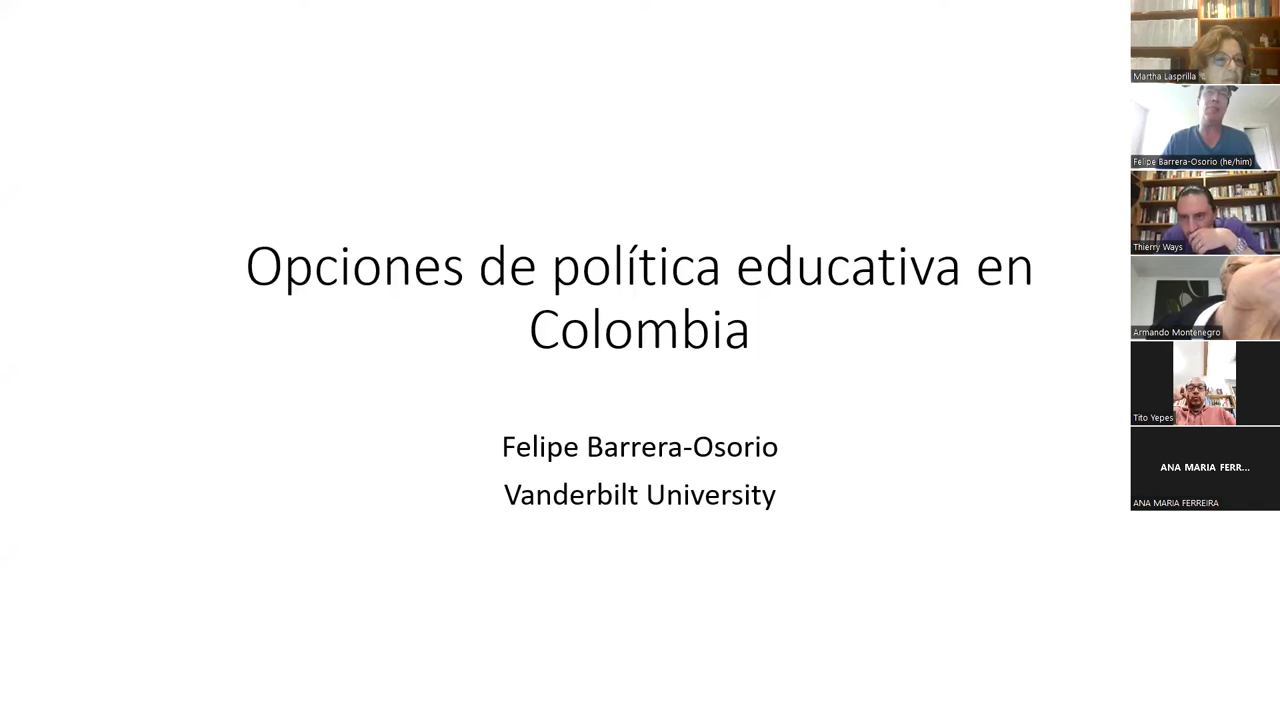 Opciones de política educativa en
Colombia
Felipe Barrera-Osorio
Vanderbilt University
Martha Lasprilla
Felipe Barrera-Osorio (he/him)
Thierry Ways
Armando Montenegro
Tito Yepes
ANA MARIA FERR...
ANA MARIA FERREIRA